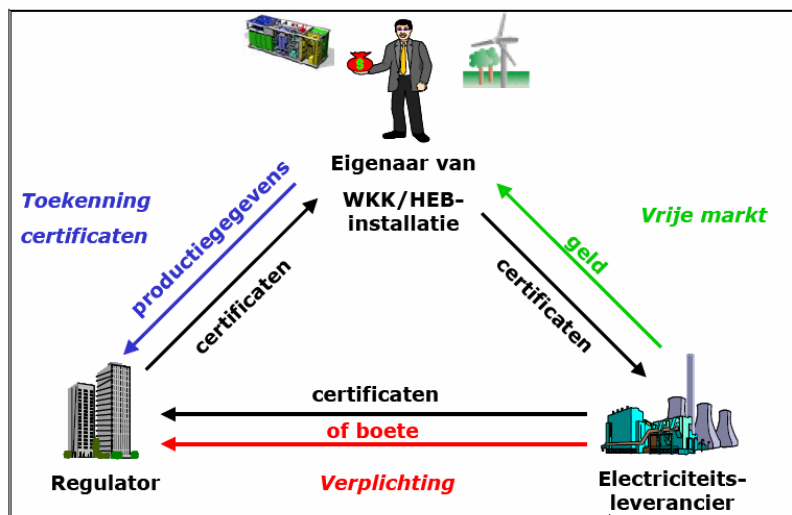 Eigenaar van
WKK/HEB-
installatie
Toekenning
certificaten
productiegegevens
certificaten
Vrije markt
geld
certificaten
certificaten
of boete
Verplichting
Regulator
Electriciteits-
leverancier